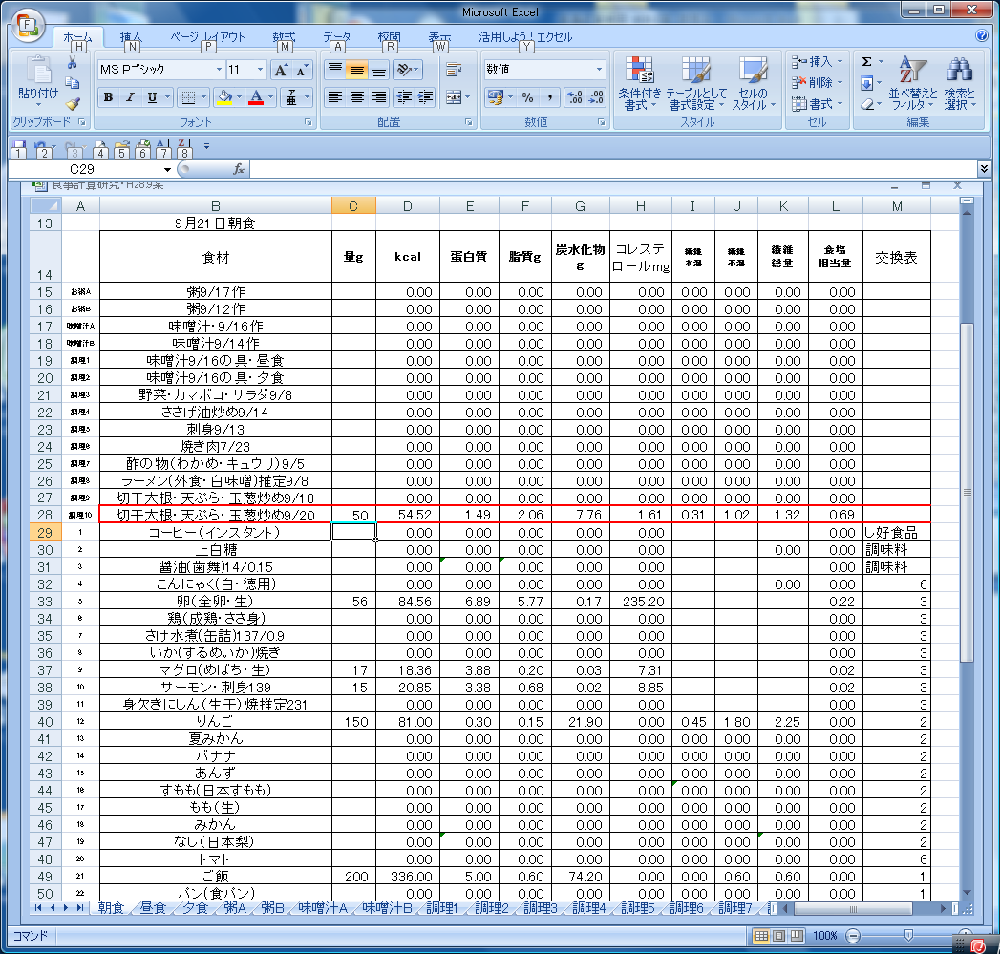 Microsoft Excel
F
ホーム 挿入 ページ レイアウト 数式 データ 校閲 表示 活用しよう！エクセル
H N P M A R W Y
貼り付け MS Pゴシック 11 数値 条件付き書式 テーブルとして書式設定 セルのスタイル 挿入 削除 書式 並べ替えとフィルタ 検索と選択
クリップボード フォント 配置 数値 スタイル セル 編集
1 2 3 4 5 6 7 8
C29 fx
食事計算研究・H28.9案
A B C D E F G H I J K L M
13 9月21日朝食
14 食材 量g kcal 蛋白質 脂質g 炭水化物g コレステロールmg 繊維水溶 繊維不溶 繊維総量 食塩相当量 交換表
15 お粥A 粥9/17作 0.00 0.00 0.00 0.00 0.00 0.00 0.00 0.00 0.00
16 お粥B 粥9/12作 0.00 0.00 0.00 0.00 0.00 0.00 0.00 0.00 0.00
17 味噌汁A 味噌汁・9/16作 0.00 0.00 0.00 0.00 0.00 0.00 0.00 0.00 0.00
18 味噌汁B 味噌汁9/14作 0.00 0.00 0.00 0.00 0.00 0.00 0.00 0.00 0.00
19 調理1 味噌汁9/16の具・昼食 0.00 0.00 0.00 0.00 0.00 0.00 0.00 0.00 0.00
20 調理2 味噌汁9/16の具・夕食 0.00 0.00 0.00 0.00 0.00 0.00 0.00 0.00 0.00
21 調理3 野菜・カマボコ・サラダ9/8 0.00 0.00 0.00 0.00 0.00 0.00 0.00 0.00 0.00
22 調理4 ささげ油炒め9/14 0.00 0.00 0.00 0.00 0.00 0.00 0.00 0.00 0.00
23 調理5 刺身9/13 0.00 0.00 0.00 0.00 0.00 0.00 0.00 0.00 0.00
24 調理6 焼き肉7/23 0.00 0.00 0.00 0.00 0.00 0.00 0.00 0.00 0.00
25 調理7 酢の物(わかめ・キュウリ)9/5 0.00 0.00 0.00 0.00 0.00 0.00 0.00 0.00 0.00
26 調理8 ラーメン(外食・白味噌)推定9/8 0.00 0.00 0.00 0.00 0.00 0.00 0.00 0.00 0.00
27 調理9 切干大根・天ぷら・玉葱炒め9/18 0.00 0.00 0.00 0.00 0.00 0.00 0.00 0.00 0.00
28 調理10 切干大根・天ぷら・玉葱炒め9/20 50 54.52 1.49 2.06 7.76 1.61 0.31 1.02 1.32 0.69
29 1 コーヒー(インスタント) 0.00 0.00 0.00 0.00 0.00 0.00 し好食品
30 2 上白糖 0.00 0.00 0.00 0.00 0.00 0.00 0.00 調味料
31 3 醤油(歯舞)14/0.15 0.00 0.00 0.00 0.00 0.00 0.00 調味料
32 4 こんにゃく(白・徳用) 0.00 0.00 0.00 0.00 0.00 0.00 0.00 6
33 5 卵(全卵・生) 56 84.56 6.89 5.77 0.17 235.20 0.22 3
34 6 鶏(成鶏・ささ身) 0.00 0.00 0.00 0.00 0.00 0.00 3
35 7 さけ水煮(缶詰)137/0.9 0.00 0.00 0.00 0.00 0.00 0.00 3
36 8 いか(するめいか)焼き 0.00 0.00 0.00 0.00 0.00 0.00 3
37 9 マグロ(めばち・生) 17 18.36 3.88 0.20 0.03 7.31 0.02 3
38 10 サーモン・刺身139 15 20.85 3.38 0.68 0.02 8.85 0.02 3
39 11 身欠きにしん(生干)焼推定231 0.00 0.00 0.00 0.00 0.00 0.00 3
40 12 りんご 150 81.00 0.30 0.15 21.90 0.00 0.45 1.80 2.25 0.00 2
41 13 夏みかん 0.00 0.00 0.00 0.00 0.00 0.00 0.00 0.00 0.00 2
42 14 バナナ 0.00 0.00 0.00 0.00 0.00 0.00 0.00 0.00 0.00 2
43 15 あんず 0.00 0.00 0.00 0.00 0.00 0.00 0.00 0.00 0.00 2
44 16 すもも(日本すもも) 0.00 0.00 0.00 0.00 0.00 0.00 0.00 0.00 0.00 2
45 17 もも(生) 0.00 0.00 0.00 0.00 0.00 0.00 0.00 0.00 0.00 2
46 18 みかん 0.00 0.00 0.00 0.00 0.00 0.00 0.00 0.00 0.00 2
47 19 なし(日本梨) 0.00 0.00 0.00 0.00 0.00 0.00 0.00 0.00 0.00 2
48 20 トマト 0.00 0.00 0.00 0.00 0.00 0.00 0.00 0.00 0.00 6
49 21 ご飯 200 336.00 5.00 0.60 74.20 0.00 0.00 0.60 0.60 0.00 1
50 22 パン(食パン) 0.00 0.00 0.00 0.00 0.00 0.00 0.00 0.00 0.00 1
朝食 昼食 夕食 粥A 粥B 味噌汁A 味噌汁B 調理1 調理2 調理3 調理4 調理5 調理6 調理7
コマンド 100%